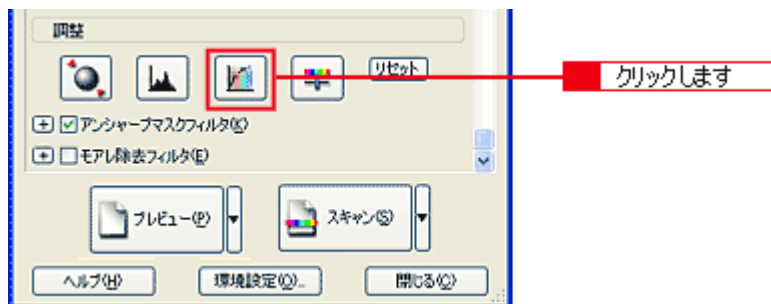 調整
リセット
クリックします
アンシャープマスクフィルタ(K)
モアレ除去フィルタ(E)
プレビュー(P)
スキャン(S)
ヘルプ(H)
環境設定(O)...
閉じる(C)